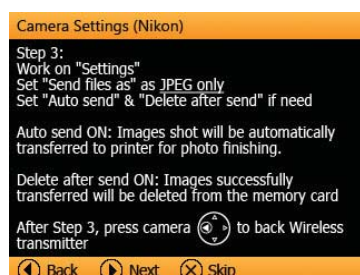 Camera Settings (Nikon)
Step 3:
Work on "Settings"
Set "Send files as" as JPEG only
Set "Auto send" & "Delete after send" if need
Auto send ON: Images shot will be automatically
transferred to printer for photo finishing.
Delete after send ON: Images successfully
transferred will be deleted from the memory card
After Step 3, press camera to back Wireless
transmitter
Back Next Skip